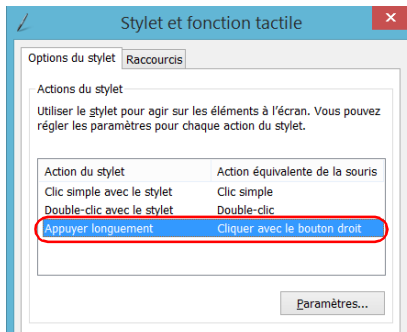 Stylet et fonction tactile
Options du stylet Raccourcis
Actions du stylet
Utiliser le stylet pour agir sur les éléments à l'écran. Vous pouvez
régler les paramètres pour chaque action du stylet.
Action du stylet Action équivalente de la souris
Clic simple avec le stylet Clic simple
Double-clic avec le stylet Double-clic
Appuyer longuement Cliquer avec le bouton droit
Paramètres...